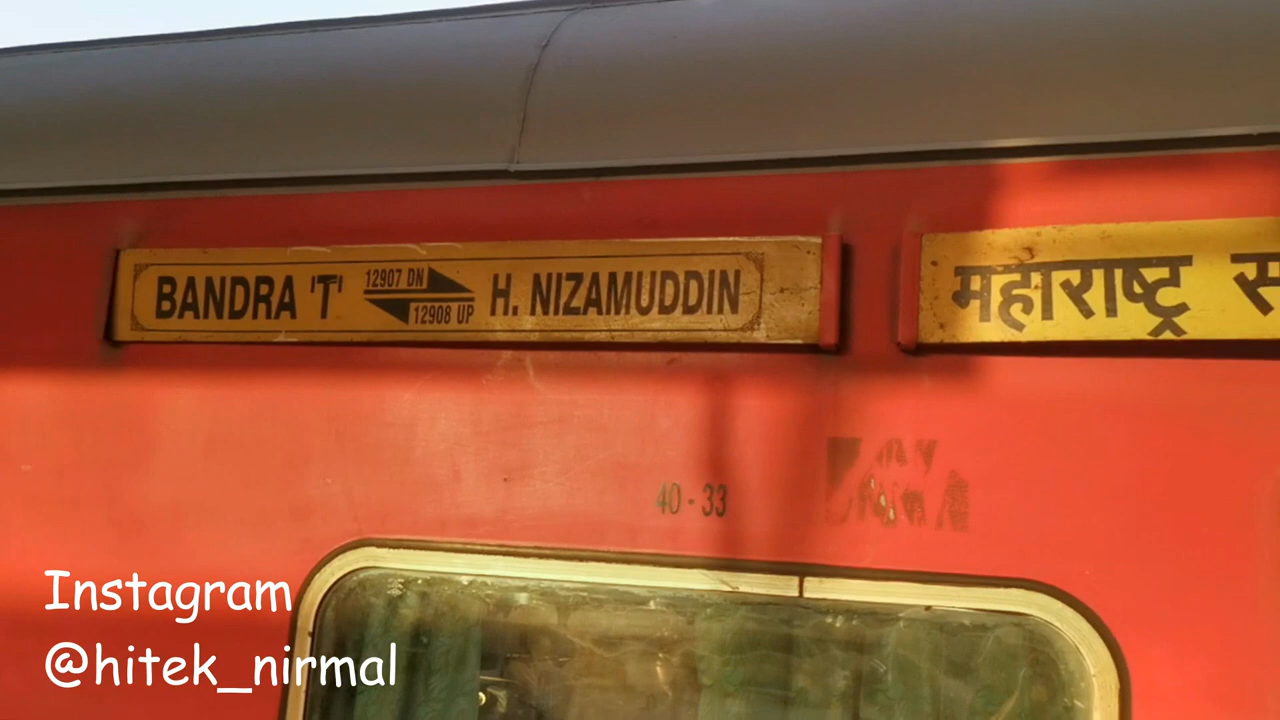 BANDRA 'T' 12907 DN H. NIZAMUDDIN
12908 UP
महाराष्ट्र
40 - 33
Instagram
@hitek_nirmal